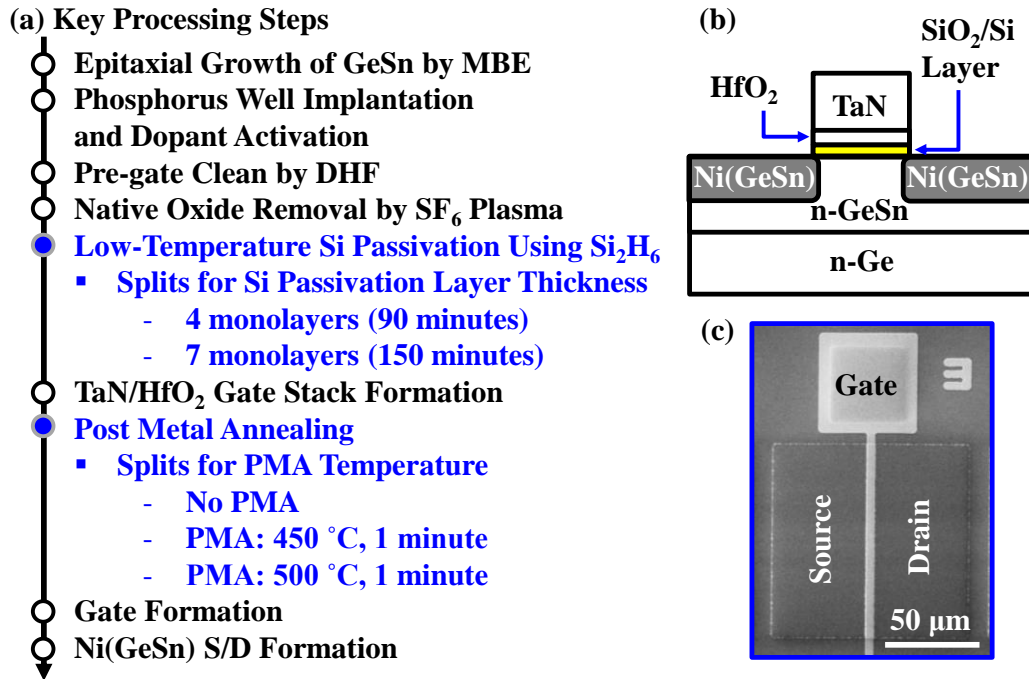 (a) Key Processing Steps
Epitaxial Growth of GeSn by MBE
Phosphorus Well Implantation
and Dopant Activation
Pre-gate Clean by DHF
Native Oxide Removal by SF₆ Plasma
Low-Temperature Si Passivation Using Si₂H₆
▪ Splits for Si Passivation Layer Thickness
- 4 monolayers (90 minutes)
- 7 monolayers (150 minutes)
TaN/HfO₂ Gate Stack Formation
Post Metal Annealing
▪ Splits for PMA Temperature
- No PMA
- PMA: 450 °C, 1 minute
- PMA: 500 °C, 1 minute
Gate Formation
Ni(GeSn) S/D Formation
(b)
SiO₂/Si
Layer
HfO₂
TaN
Ni(GeSn)
Ni(GeSn)
n-GeSn
n-Ge
(c)
Gate
Source
Drain
50 μm